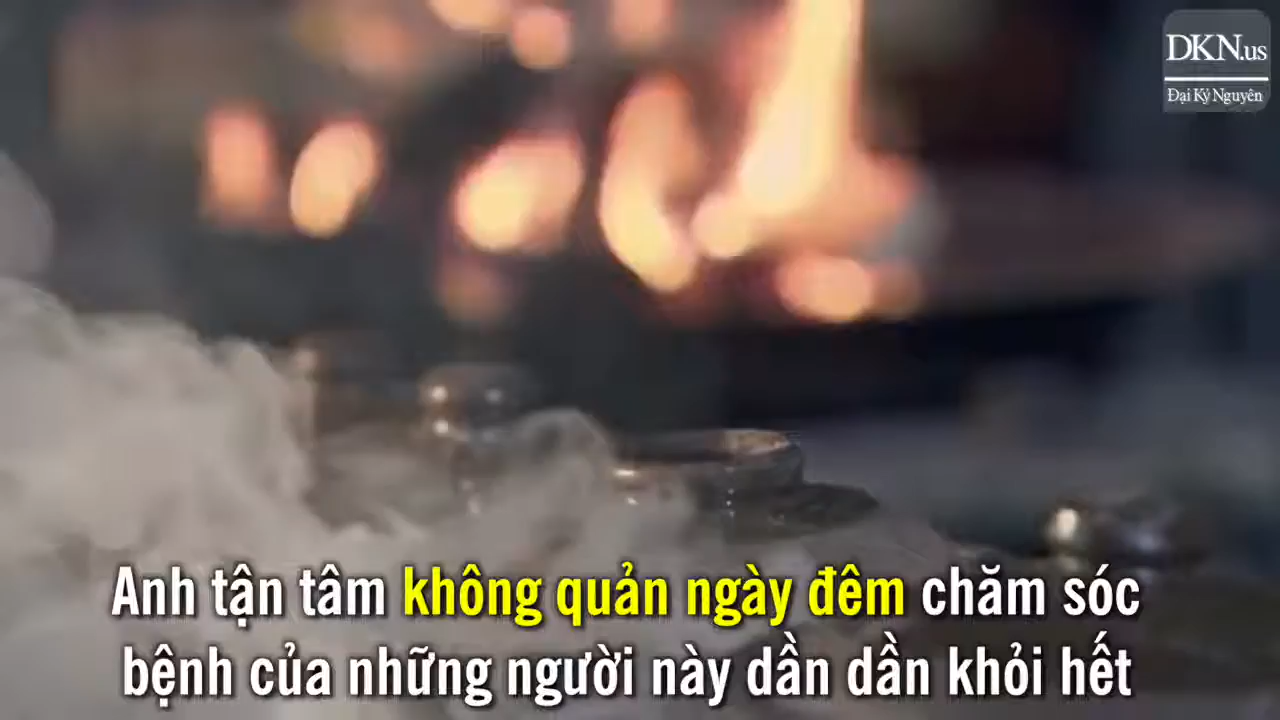 DKN.us
Đại Kỷ Nguyên
Anh tận tâm không quản ngày đêm chăm sóc
bệnh của những người này dần dần khỏi hết